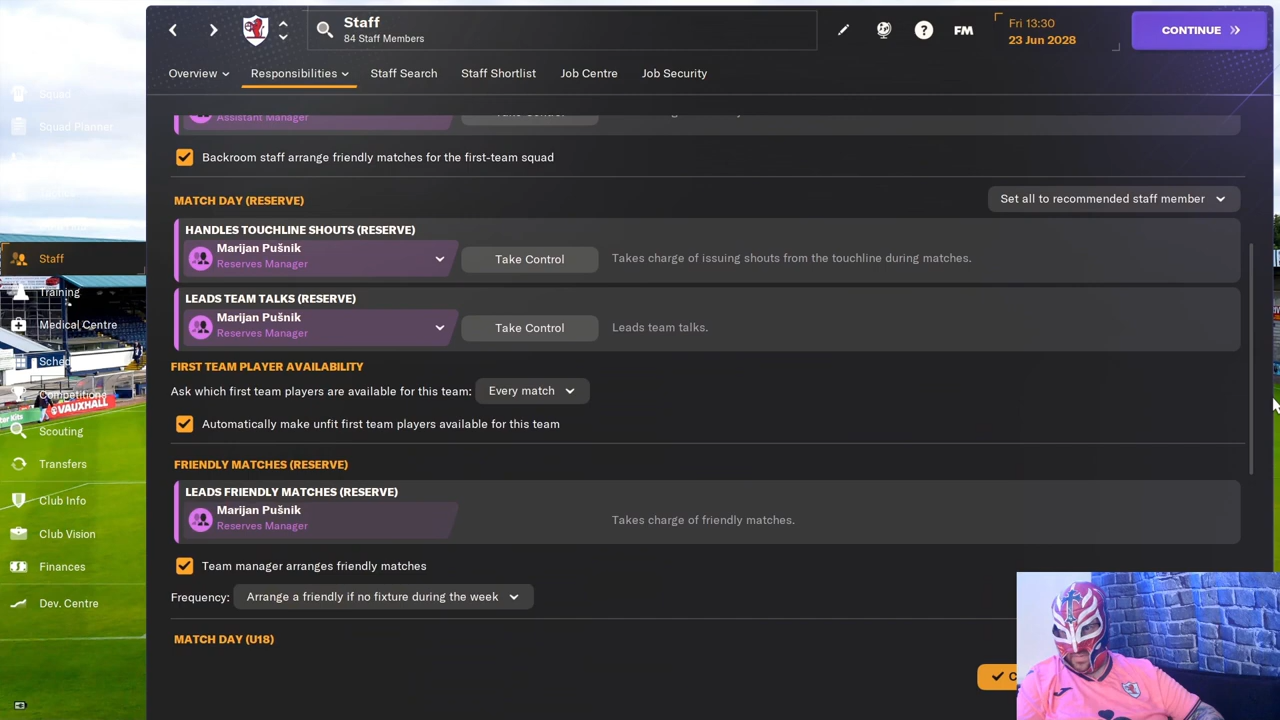 Staff
84 Staff Members
FM
Fri 13:30
23 Jun 2028
CONTINUE
Overview
Responsibilities
Staff Search
Staff Shortlist
Job Centre
Job Security
Squad
Squad Planner
Staff
Training
Medical Centre
Sched
Competitions
Scouting
Transfers
Club Info
Club Vision
Finances
Dev. Centre
VAUXHALL
Assistant Manager
Backroom staff arrange friendly matches for the first-team squad
MATCH DAY (RESERVE)
Set all to recommended staff member
HANDLES TOUCHLINE SHOUTS (RESERVE)
Marijan Pušnik
Reserves Manager
Take Control
Takes charge of issuing shouts from the touchline during matches.
LEADS TEAM TALKS (RESERVE)
Marijan Pušnik
Reserves Manager
Take Control
Leads team talks.
FIRST TEAM PLAYER AVAILABILITY
Ask which first team players are available for this team: Every match
Automatically make unfit first team players available for this team
FRIENDLY MATCHES (RESERVE)
LEADS FRIENDLY MATCHES (RESERVE)
Marijan Pušnik
Reserves Manager
Takes charge of friendly matches.
Team manager arranges friendly matches
Frequency: Arrange a friendly if no fixture during the week
MATCH DAY (U18)